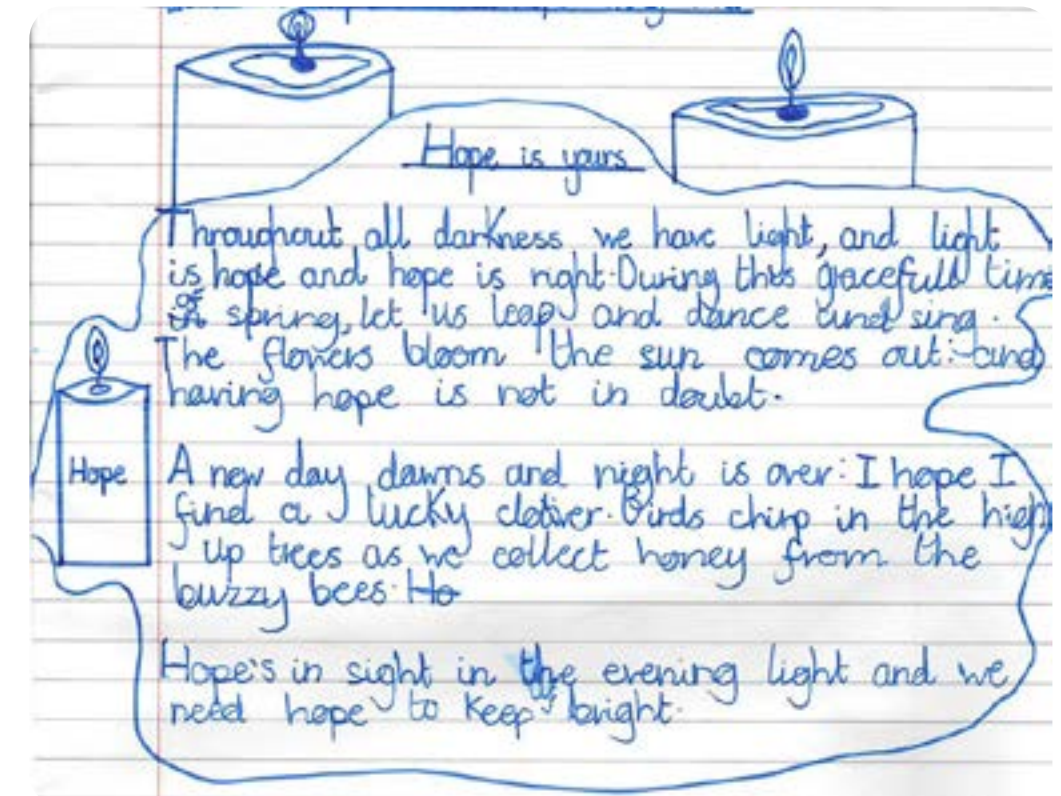 Hope is yours
Throughout all darkness we have light, and light
is hope and hope is right. During this gracefull time
of spring, let us leap and dance and sing.
The flowers bloom the sun comes out: and
having hope is not in doubt.
Hope
A new day dawns and night is over: I hope I
find a lucky clover. Birds chirp in the high
up trees as we collect honey from the
buzzy bees. Ho
Hope's in sight in the evening light and we
need hope to keep bright.